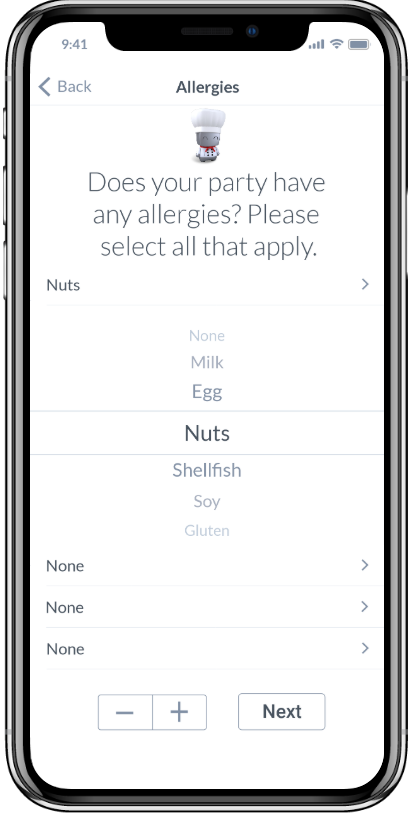 9:41
Back
Allergies
Does your party have
any allergies? Please
select all that apply.
Nuts
None
Milk
Egg
Nuts
Shellfish
Soy
Gluten
None
None
None
− +
Next